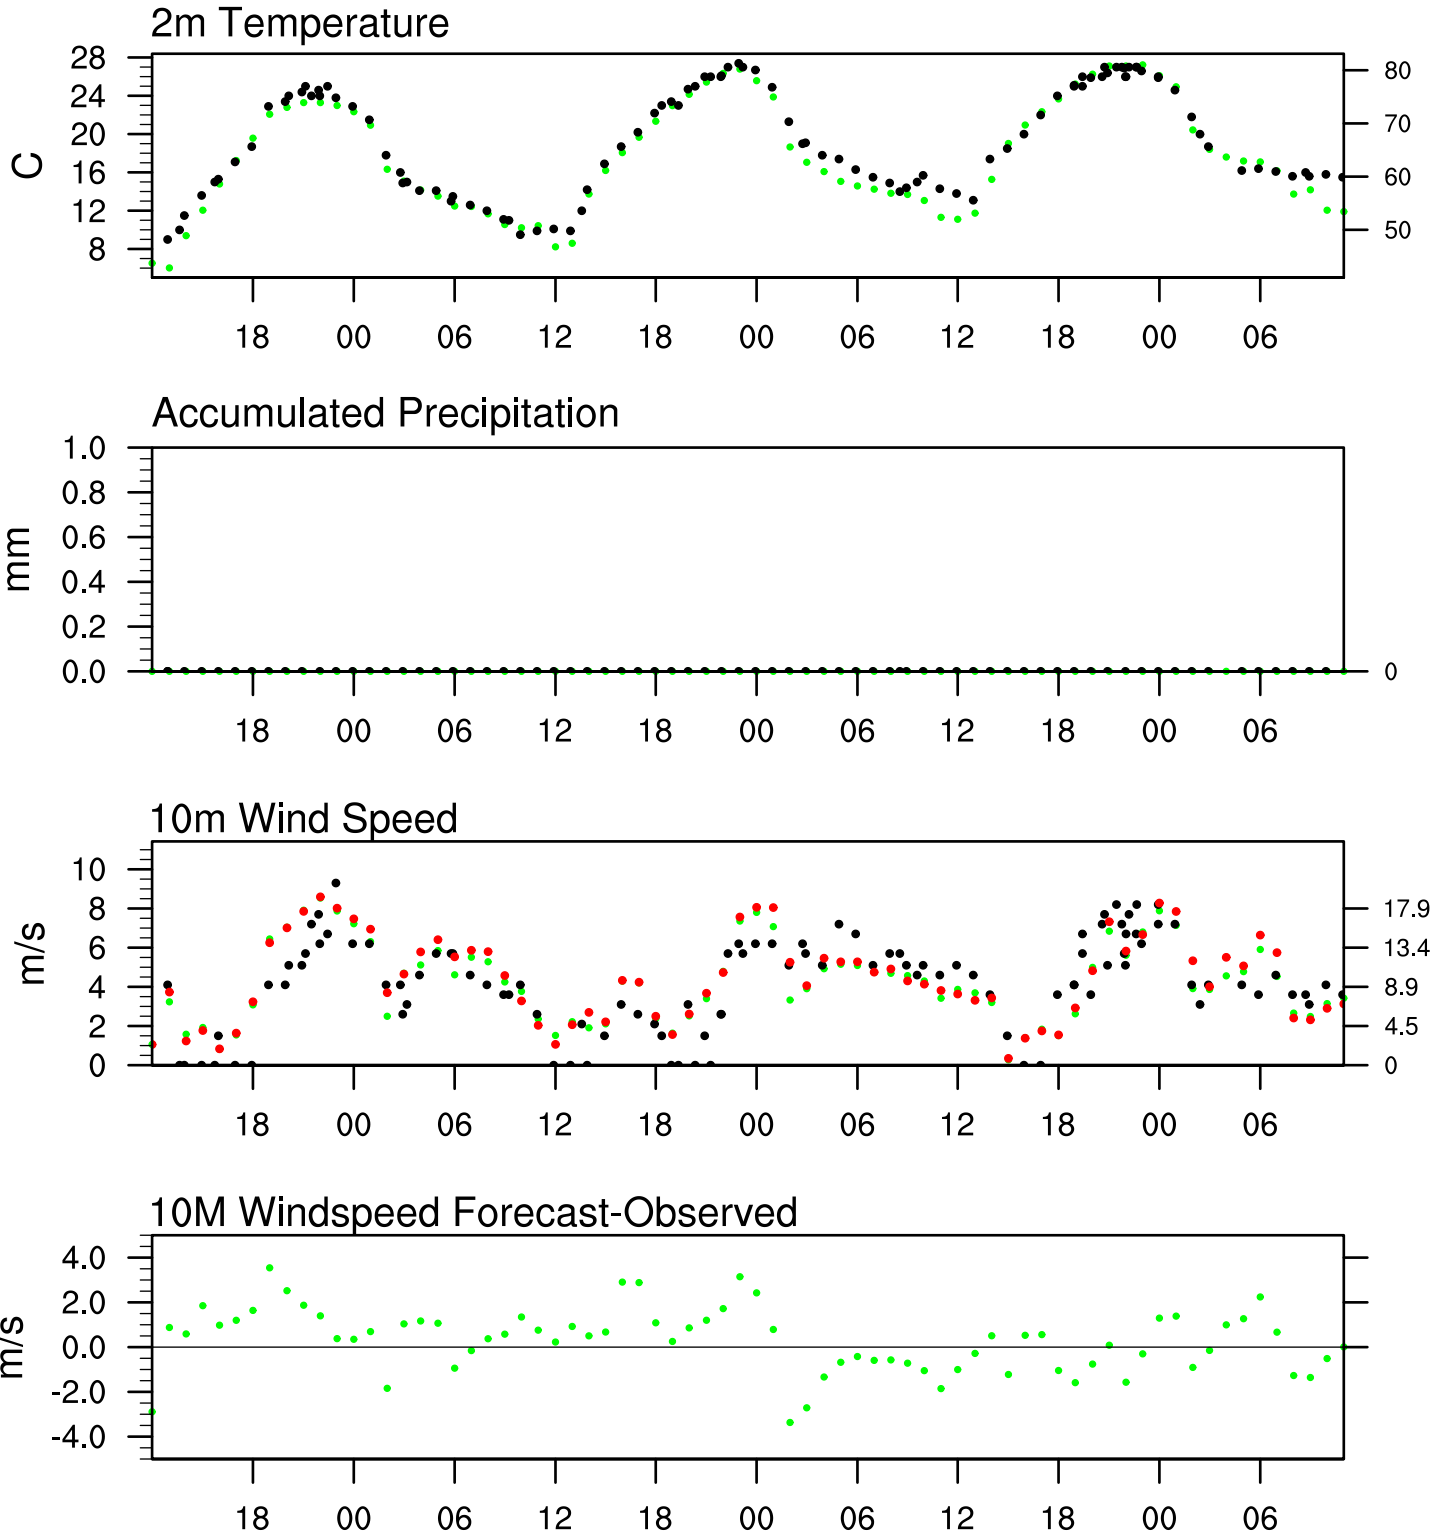 2m Temperature
28
24
20
16
12
8
C
80
70
60
50
18 00 06 12 18 00 06 12 18 00 06
Accumulated Precipitation
1.0
0.8
0.6
0.4
0.2
0.0
mm
0
18 00 06 12 18 00 06 12 18 00 06
10m Wind Speed
10
8
6
4
2
0
m/s
17.9
13.4
8.9
4.5
0
18 00 06 12 18 00 06 12 18 00 06
10M Windspeed Forecast-Observed
4.0
2.0
0.0
-2.0
-4.0
m/s
18 00 06 12 18 00 06 12 18 00 06